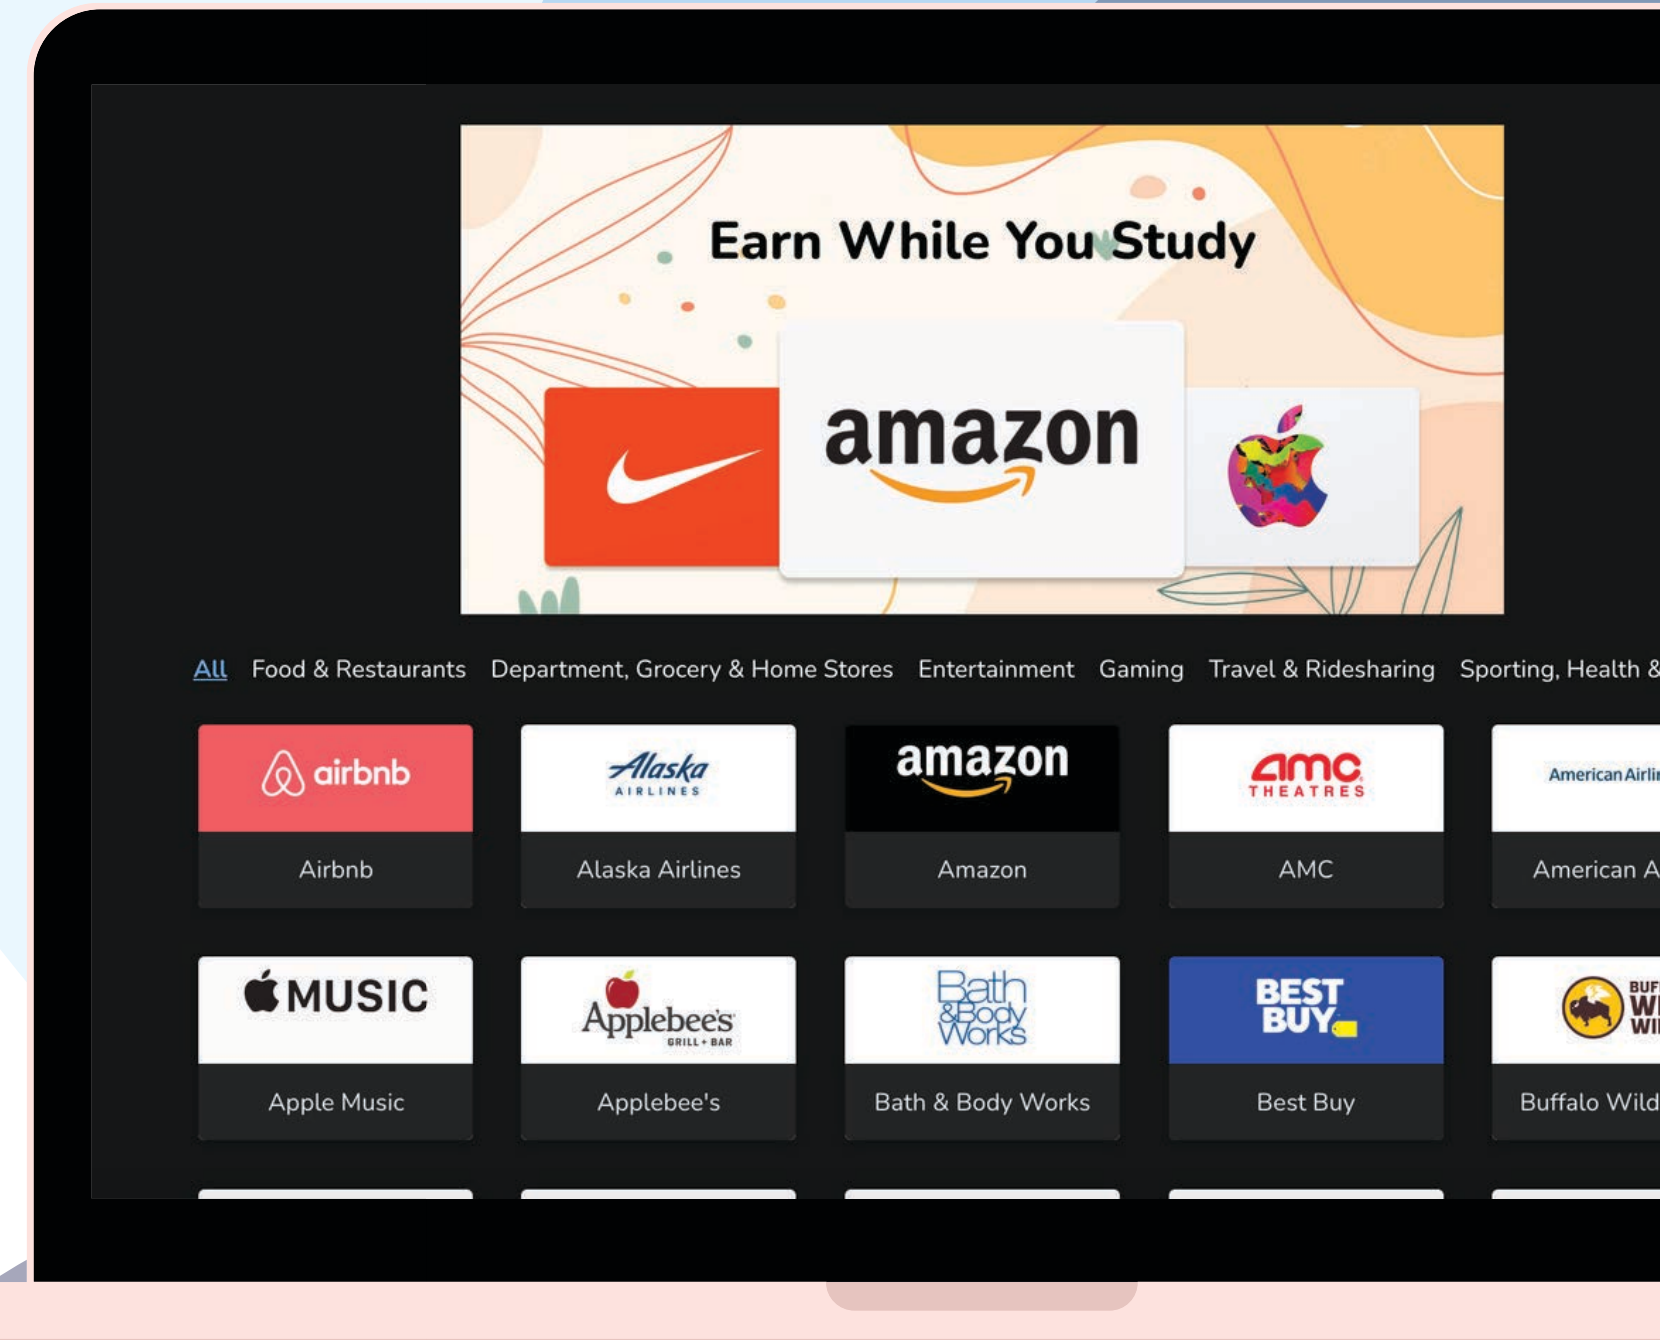 Earn While You Study
amazon
All Food & Restaurants Department, Grocery & Home Stores Entertainment Gaming Travel & Ridesharing Sporting, Health &
airbnb
Alaska
AIRLINES
amazon
amc
THEATRES
American
Airbnb
Alaska Airlines
Amazon
AMC
American
MUSIC
Applebee's
GRILL + BAR
Bath
&Body
Works
BEST
BUY
Apple Music
Applebee's
Bath & Body Works
Best Buy
Buffalo Wild